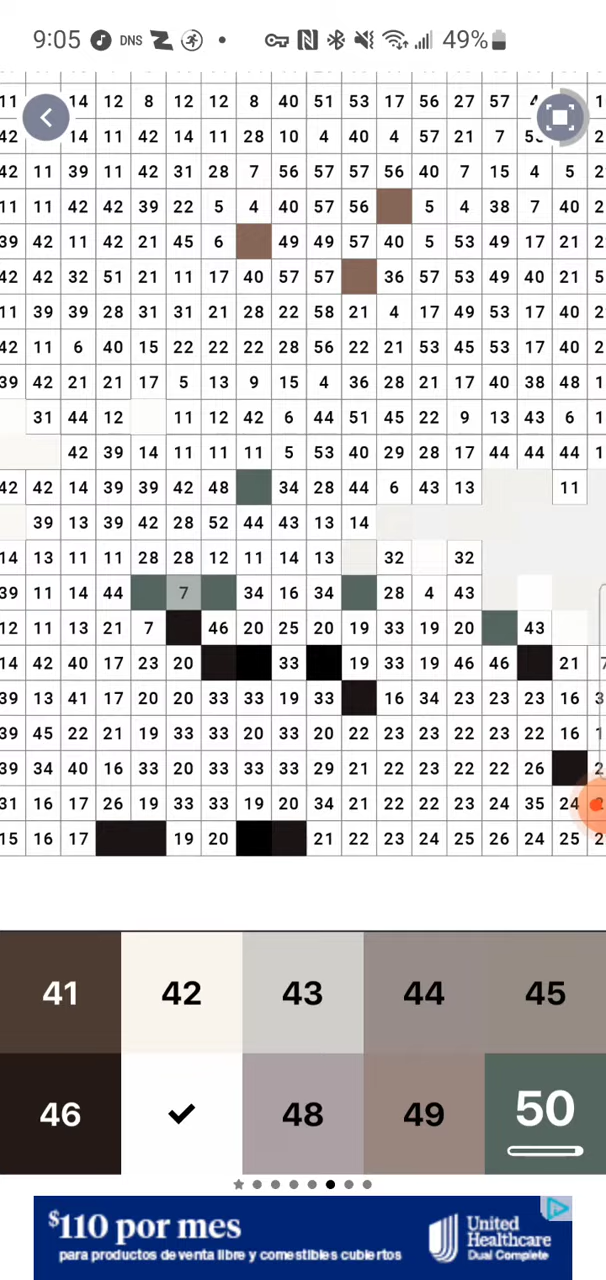 9:05 DNS 49%
11 14 12 8 12 12 8 40 51 53 17 56 27 57
42 14 11 42 14 11 28 10 4 40 4 57 21 7
42 11 39 11 42 31 28 7 56 57 57 56 40 7 15 4 5
11 11 42 42 39 22 5 4 40 57 56 5 4 38 7 40
39 42 11 42 21 45 6 49 49 57 40 5 53 49 17 21
42 42 32 51 21 11 17 40 57 57 36 57 53 49 40 21
11 39 39 28 31 31 21 28 22 58 21 4 17 49 53 17 40
42 11 6 40 15 22 22 22 28 56 22 21 53 45 53 17 40
39 42 21 21 17 5 13 9 15 4 36 28 21 17 40 38 48
31 44 12 11 12 42 6 44 51 45 22 9 13 43 6
42 39 14 11 11 11 5 53 40 29 28 17 44 44 44
42 42 14 39 39 42 48 34 28 44 6 43 13 11
39 13 39 42 28 52 44 43 13 14
14 13 11 11 28 28 12 11 14 13 32 32
39 11 14 44 7 34 16 34 28 4 43
12 11 13 21 7 46 20 25 20 19 33 19 20 43
14 42 40 17 23 20 33 19 33 19 46 46 21
39 13 41 17 20 20 33 33 19 33 16 34 23 23 23 16
39 45 22 21 19 33 33 20 33 20 22 23 23 22 23 22 16
39 34 40 16 33 20 33 33 33 29 21 22 23 22 22 26
31 16 17 26 19 33 33 19 20 34 21 22 22 23 24 35 24
15 16 17 19 20 21 22 23 24 25 26 24 25
41 42 43 44 45
46 48 49 50
$110 por mes
para productos de venta libre y comestibles cubiertos
United
Healthcare
Dual Complete